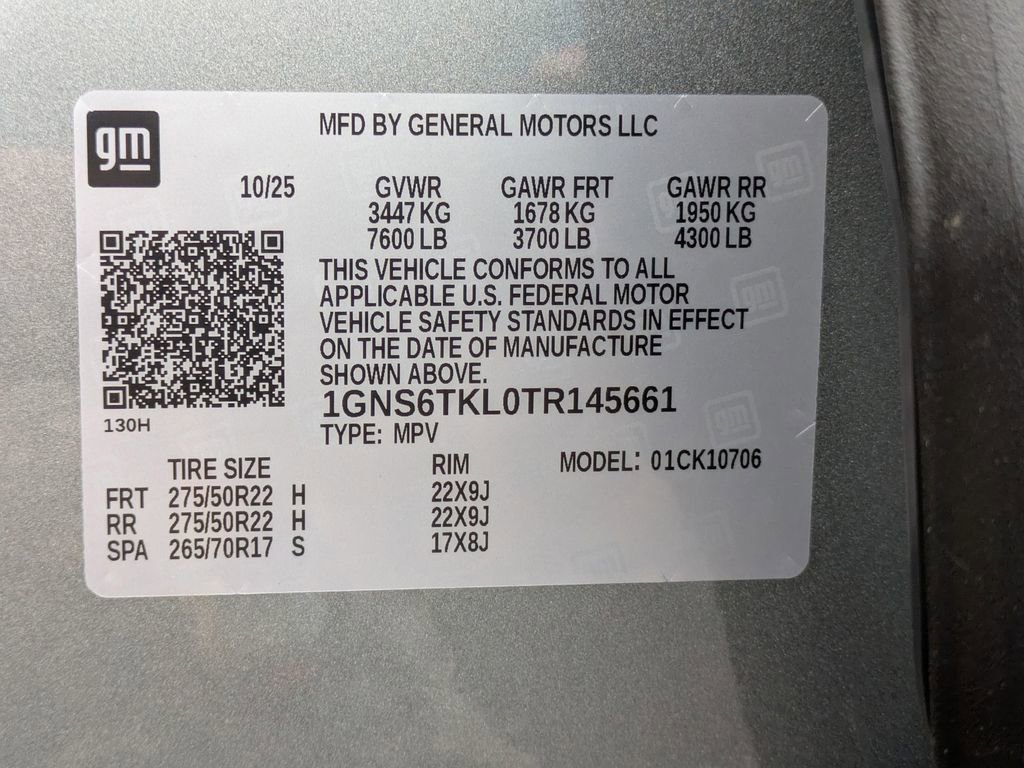 gm
MFD BY GENERAL MOTORS LLC
10/25 GVWR GAWR FRT GAWR RR
3447 KG 1678 KG 1950 KG
7600 LB 3700 LB 4300 LB
THIS VEHICLE CONFORMS TO ALL
APPLICABLE U.S. FEDERAL MOTOR
VEHICLE SAFETY STANDARDS IN EFFECT
ON THE DATE OF MANUFACTURE
SHOWN ABOVE.
1GNS6TKL0TR145661
130H
TYPE: MPV
TIRE SIZE RIM MODEL: 01CK10706
FRT 275/50R22 H 22X9J
RR 275/50R22 H 22X9J
SPA 265/70R17 S 17X8J